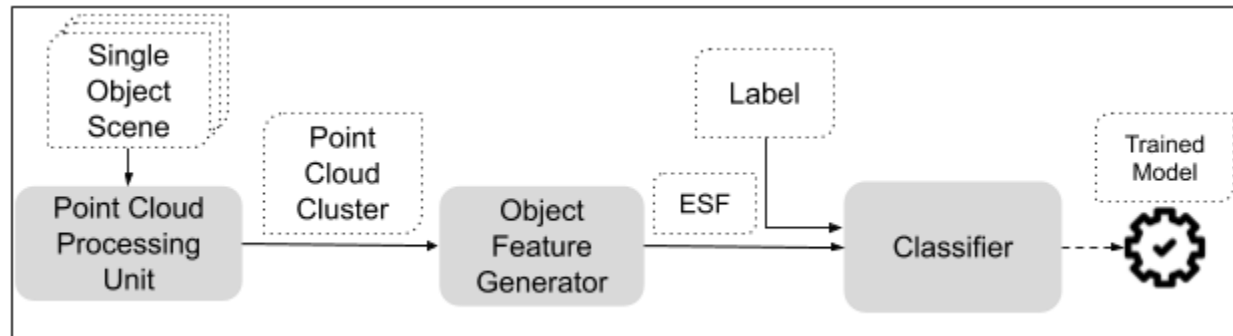 Single
Object
Scene
Point Cloud
Processing
Unit
Point
Cloud
Cluster
Object
Feature
Generator
ESF
Label
Classifier
Trained
Model